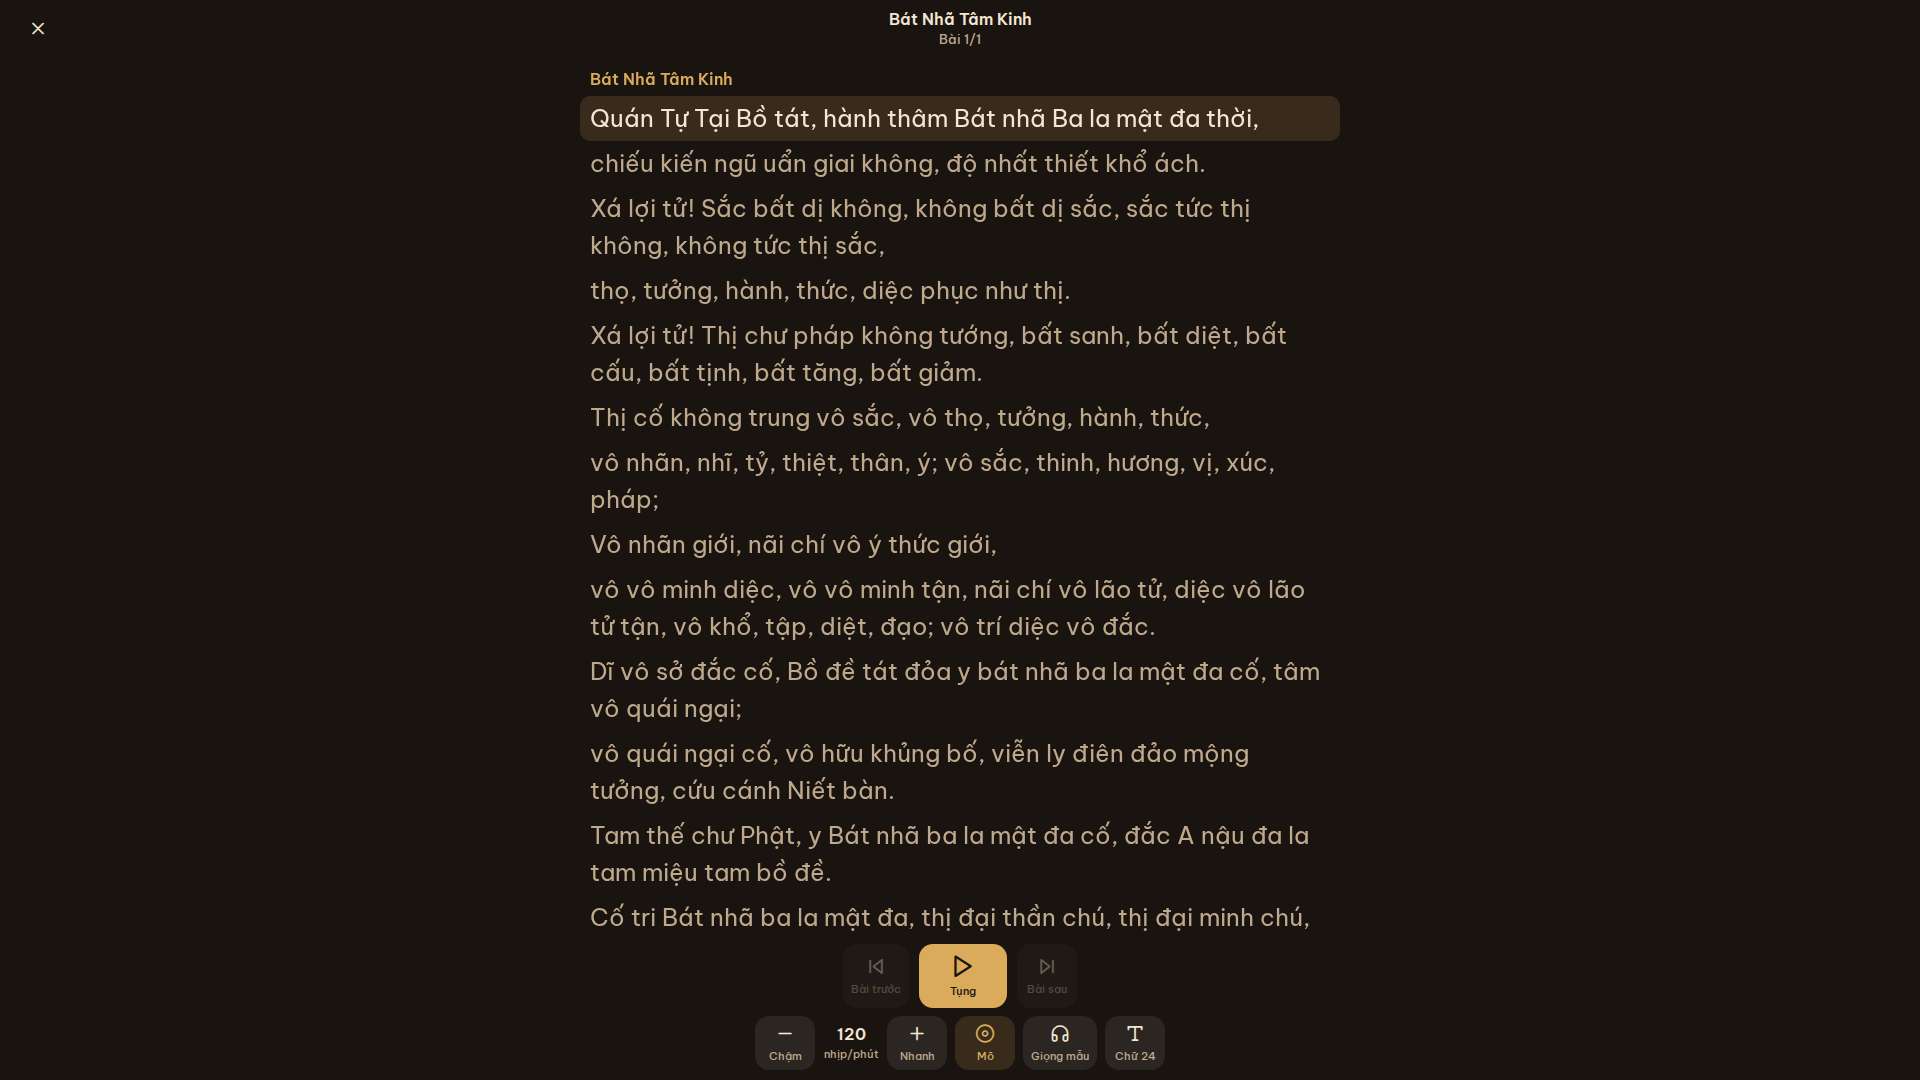 Bát Nhã Tâm Kinh
Bài 1/1
Bát Nhã Tâm Kinh
Quán Tự Tại Bồ tát, hành thâm Bát nhã Ba la mật đa thời,
chiếu kiến ngũ uẩn giai không, độ nhất thiết khổ ách.
Xá lợi tử! Sắc bất dị không, không bất dị sắc, sắc tức thị
không, không tức thị sắc,
thọ, tưởng, hành, thức, diệc phục như thị.
Xá lợi tử! Thị chư pháp không tướng, bất sanh, bất diệt, bất
cấu, bất tịnh, bất tăng, bất giảm.
Thị cố không trung vô sắc, vô thọ, tưởng, hành, thức,
vô nhãn, nhĩ, tỷ, thiệt, thân, ý; vô sắc, thinh, hương, vị, xúc,
pháp;
Vô nhãn giới, nãi chí vô ý thức giới,
vô vô minh diệc, vô vô minh tận, nãi chí vô lão tử, diệc vô lão
tử tận, vô khổ, tập, diệt, đạo; vô trí diệc vô đắc.
Dĩ vô sở đắc cố, Bồ đề tát đỏa y bát nhã ba la mật đa cố, tâm
vô quái ngại;
vô quái ngại cố, vô hữu khủng bố, viễn ly điên đảo mộng
tưởng, cứu cánh Niết bàn.
Tam thế chư Phật, y Bát nhã ba la mật đa cố, đắc A nậu đa la
tam miệu tam bồ đề.
Cố tri Bát nhã ba la mật đa, thị đại thần chú, thị đại minh chú,
Bài trước
Tụng
Bài sau
Chậm
120
nhịp/phút
Nhanh
Mõ
Giọng mẫu
Chữ 24